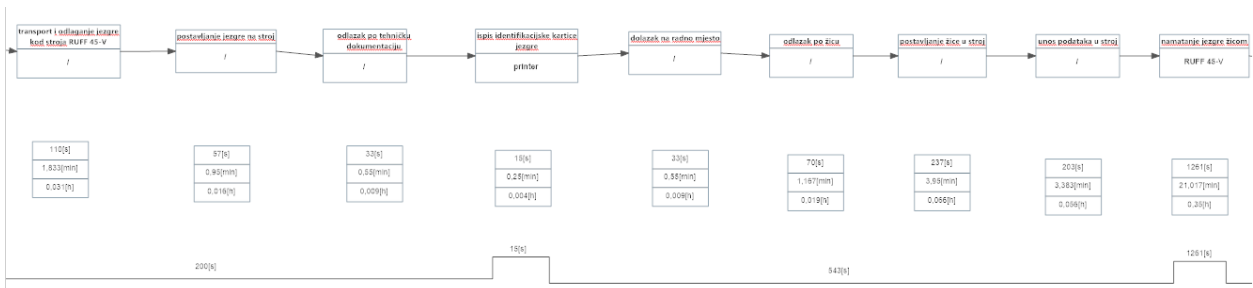 transport i odlaganje jezgre
kod stroja RUFF 45-V
/
postavljanje jezgre na stroj
/
odlazak po tehničku
dokumentaciju
/
ispis identifikacijske kartice
jezgre
printer
dolazak na radno mjesto
/
odlazak po žicu
/
postavljanje žice u stroj
/
unos podataka u stroj
/
namatanje jezgre žicom
RUFF 45-V
110[s]
1,833[min]
0,031[h]
57[s]
0,95[min]
0,016[h]
33[s]
0,55[min]
0,009[h]
15[s]
0,25[min]
0,004[h]
33[s]
0,55[min]
0,009[h]
70[s]
1,167[min]
0,019[h]
237[s]
3,95[min]
0,066[h]
203[s]
3,383[min]
0,056[h]
1261[s]
21,017[min]
0,35[h]
200[s]
15[s]
543[s]
1261[s]